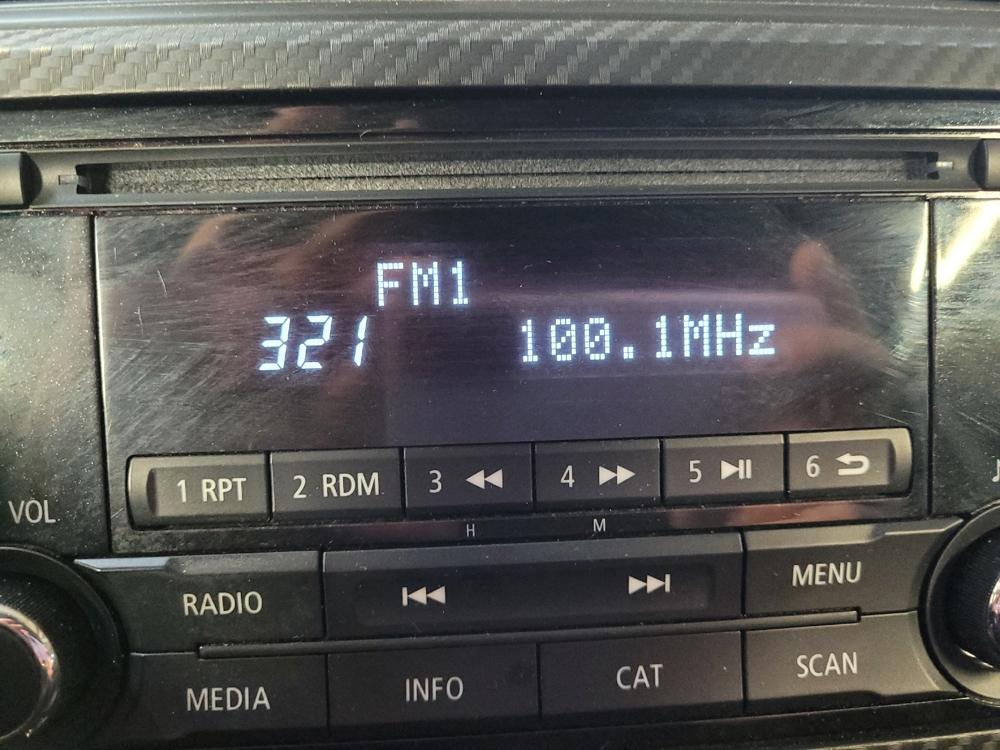 FM1
321 100.1MHz
1 RPT 2 RDM 3 4 5 6
H M
VOL
RADIO MENU
MEDIA INFO CAT SCAN